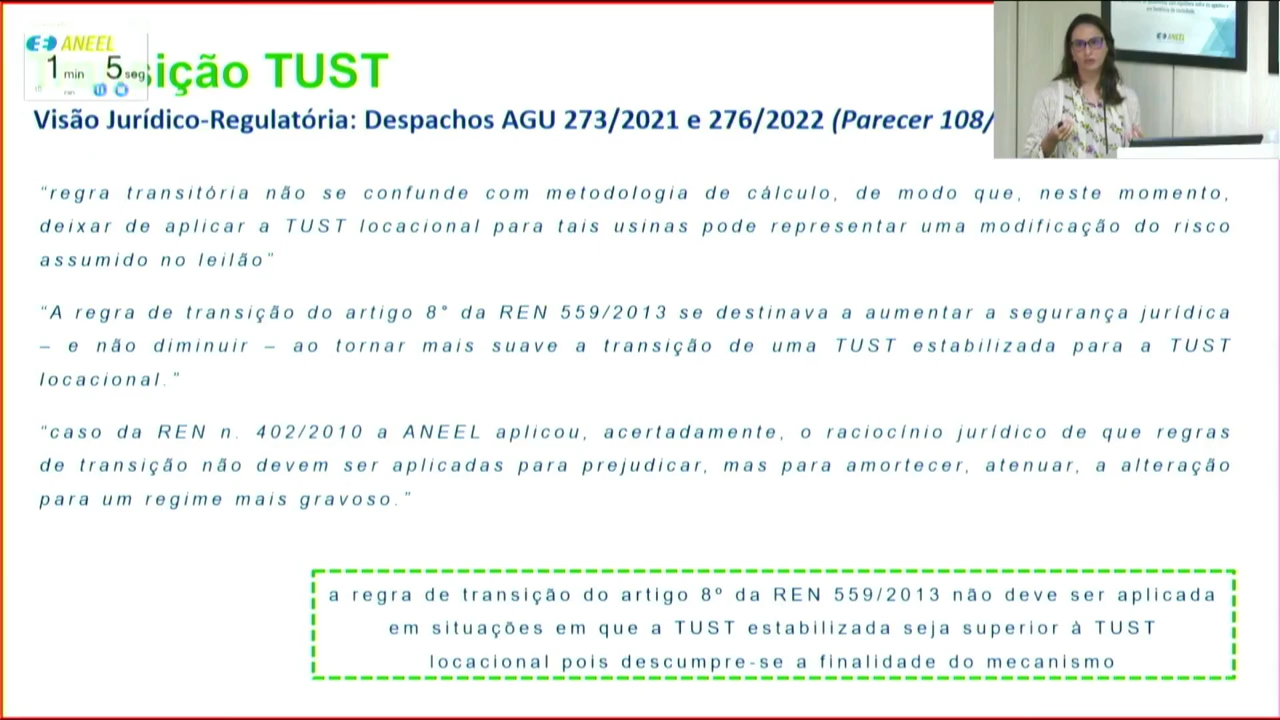 ANEEL
1 min 5 seg
sição TUST
Visão Jurídico-Regulatória: Despachos AGU 273/2021 e 276/2022 (Parecer 108/
"regra transitória não se confunde com metodologia de cálculo, de modo que, neste momento,
deixar de aplicar a TUST locacional para tais usinas pode representar uma modificação do risco
assumido no leilão"
"A regra de transição do artigo 8° da REN 559/2013 se destinava a aumentar a segurança jurídica
– e não diminuir – ao tornar mais suave a transição de uma TUST estabilizada para a TUST
locacional."
"caso da REN n. 402/2010 a ANEEL aplicou, acertadamente, o raciocínio jurídico de que regras
de transição não devem ser aplicadas para prejudicar, mas para amortecer, atenuar, a alteração
para um regime mais gravoso."
a regra de transição do artigo 8º da REN 559/2013 não deve ser aplicada
em situações em que a TUST estabilizada seja superior à TUST
locacional pois descumpre-se a finalidade do mecanismo
ANEEL